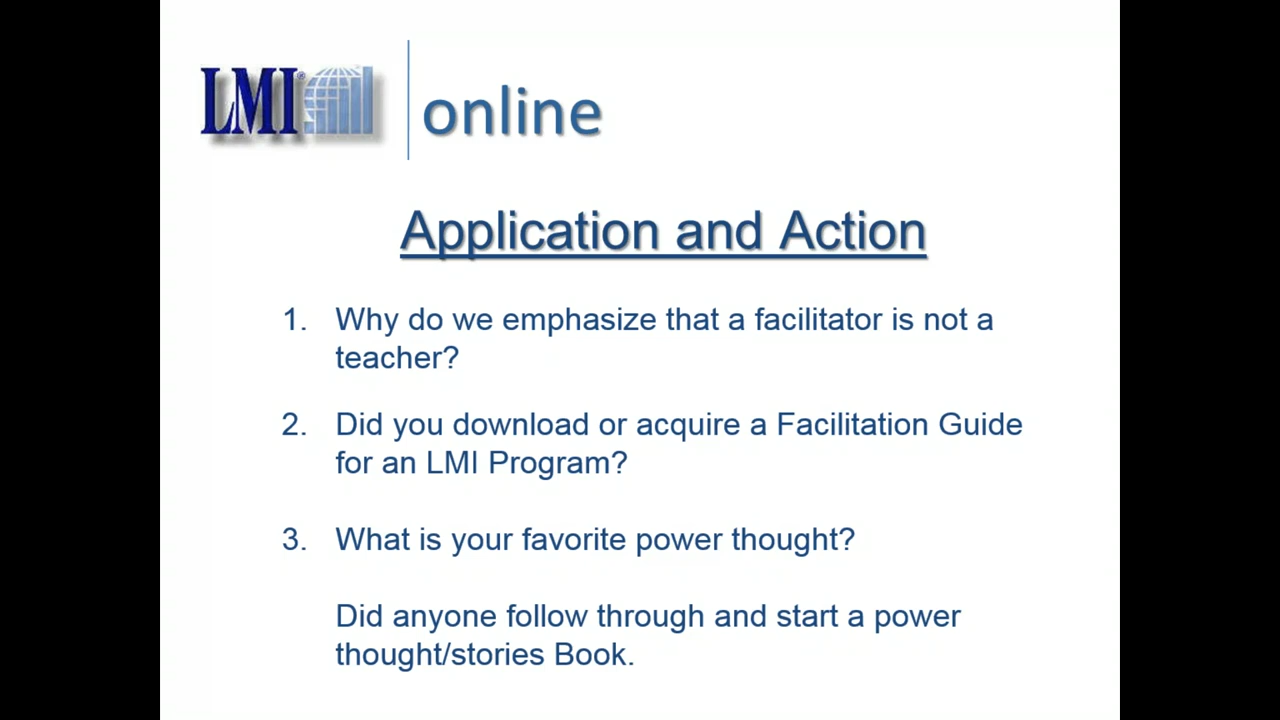 LMI® online
Application and Action
1. Why do we emphasize that a facilitator is not a
teacher?
2. Did you download or acquire a Facilitation Guide
for an LMI Program?
3. What is your favorite power thought?
Did anyone follow through and start a power
thought/stories Book.